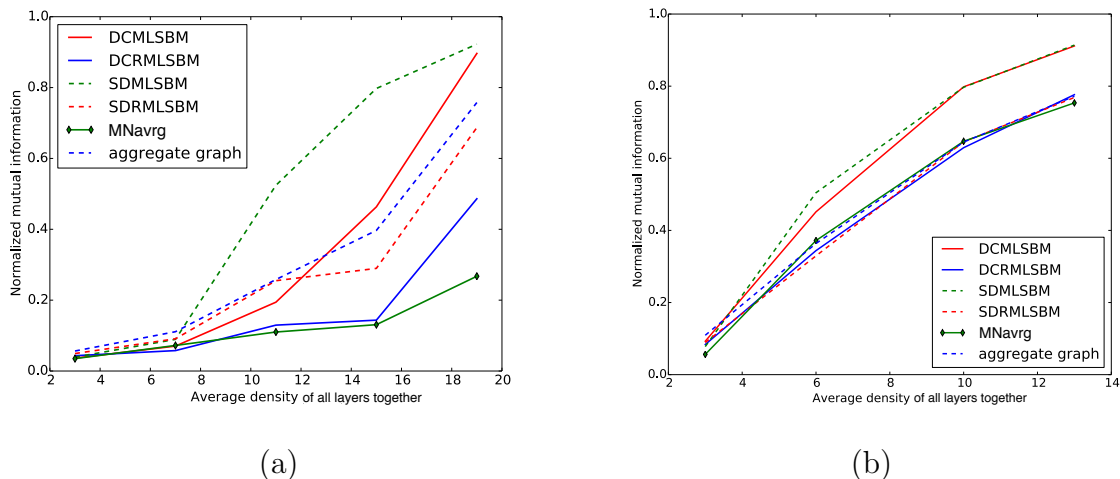 1.0
0.8
0.6
0.4
0.2
0.0
Normalized mutual information
DCMLSBM
DCRMLSBM
SDMLSBM
SDRMLSBM
MNavrg
aggregate graph
2 4 6 8 10 12 14 16 18 20
Average density of all layers together
(a)
1.0
0.8
0.6
0.4
0.2
0.0
Normalized mutual information
DCMLSBM
DCRMLSBM
SDMLSBM
SDRMLSBM
MNavrg
aggregate graph
2 4 6 8 10 12 14
Average density of all layers together
(b)